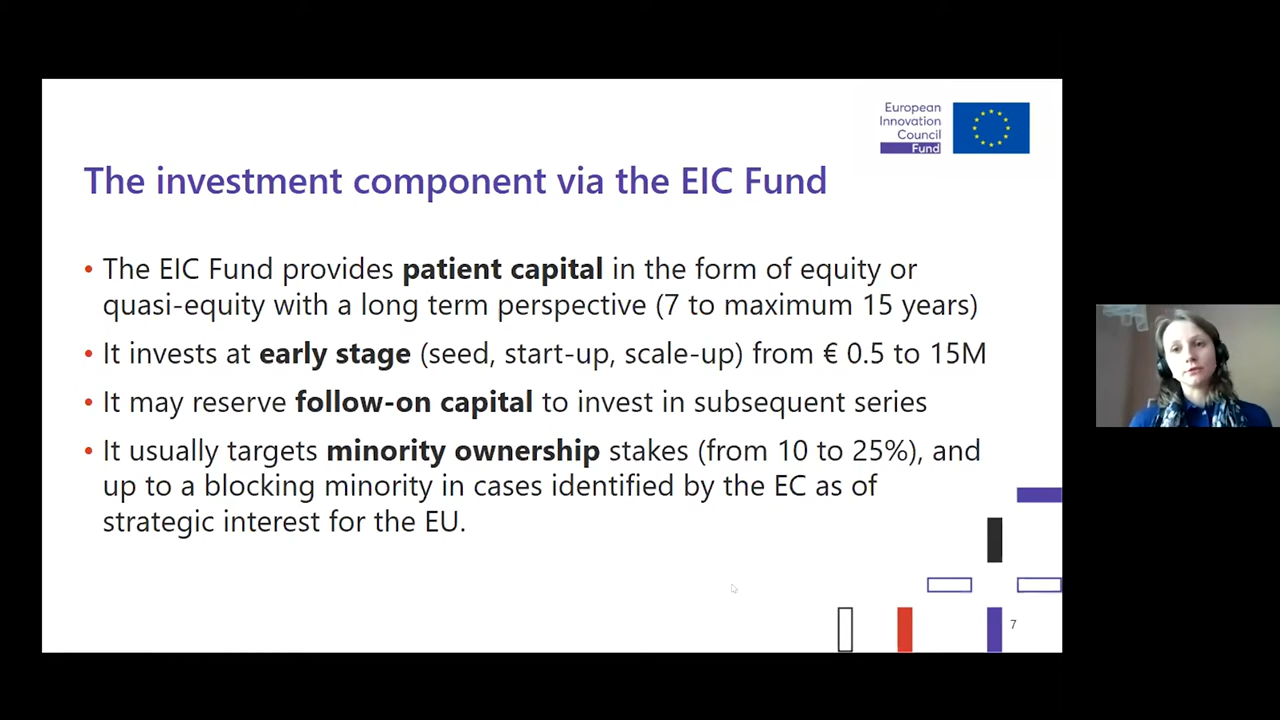 European
Innovation
Council
Fund
The investment component via the EIC Fund
• The EIC Fund provides patient capital in the form of equity or
quasi-equity with a long term perspective (7 to maximum 15 years)
• It invests at early stage (seed, start-up, scale-up) from € 0.5 to 15M
• It may reserve follow-on capital to invest in subsequent series
• It usually targets minority ownership stakes (from 10 to 25%), and
up to a blocking minority in cases identified by the EC as of
strategic interest for the EU.
7